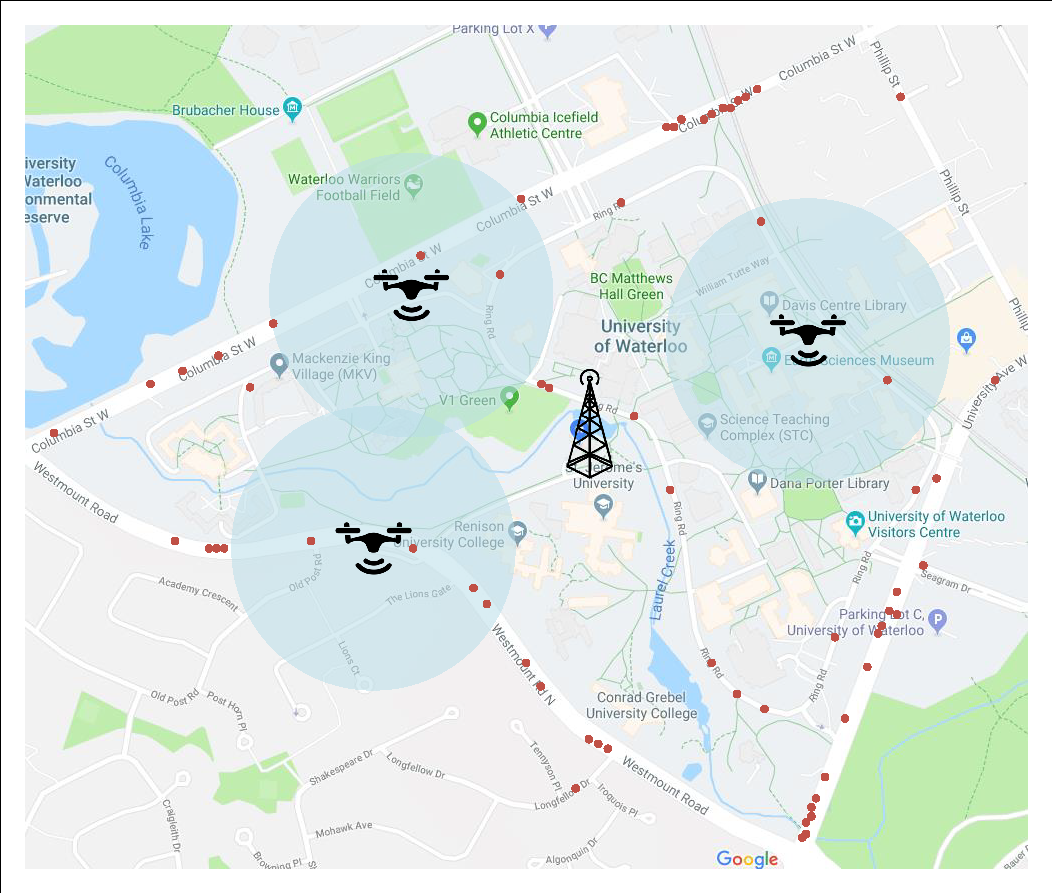 Parking Lot X
Columbia St W
Phillip St
Brubacher House
Columbia Icefield
Athletic Centre
Columbia St W
iversity
Waterloo
onmental
eserve
Columbia Lake
Waterloo Warriors
Football Field
Columbia St W
Ring Rd
Phillip St
Columbia St W
BC Matthews
Hall Green
William Tutte Way
Davis Centre Library
Phillip
University
of Waterloo
Ring Rd
Sciences Museum
Columbia St W
Mackenzie King
Village (MKV)
V1 Green
Ring Rd
University Ave W
Columbia St W
Science Teaching
Complex (STC)
St. Jerome's
University
Dana Porter Library
Westmount Road
Renison
University College
Ring Rd
University of Waterloo
Visitors Centre
Old Post Rd
Academy Crescent
The Lions Gate
Laurel Creek
Ring Rd
Seagram Dr
Parking Lot C,
University of Waterloo
Lions Ct
Westmount Rd N
Ring Rd
Ring Rd
Old Post Rd
Post Horn Pl
Conrad Grebel
University College
Shakespeare Dr
Longfellow Dr
Tennyson Pl
Westmount Road
Longfellow Dr
Iroquois Pl
Craigleith Dr
Mohawk Ave
Algonquin Dr
Browning Pl
Google
Bauer